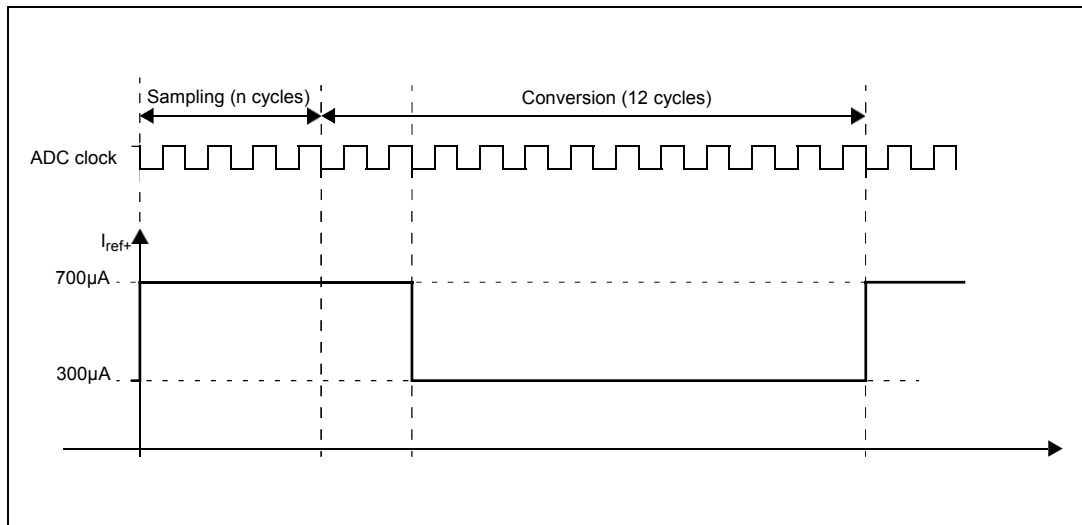 Sampling (n cycles)
Conversion (12 cycles)
ADC clock
Iref+
700µA
300µA